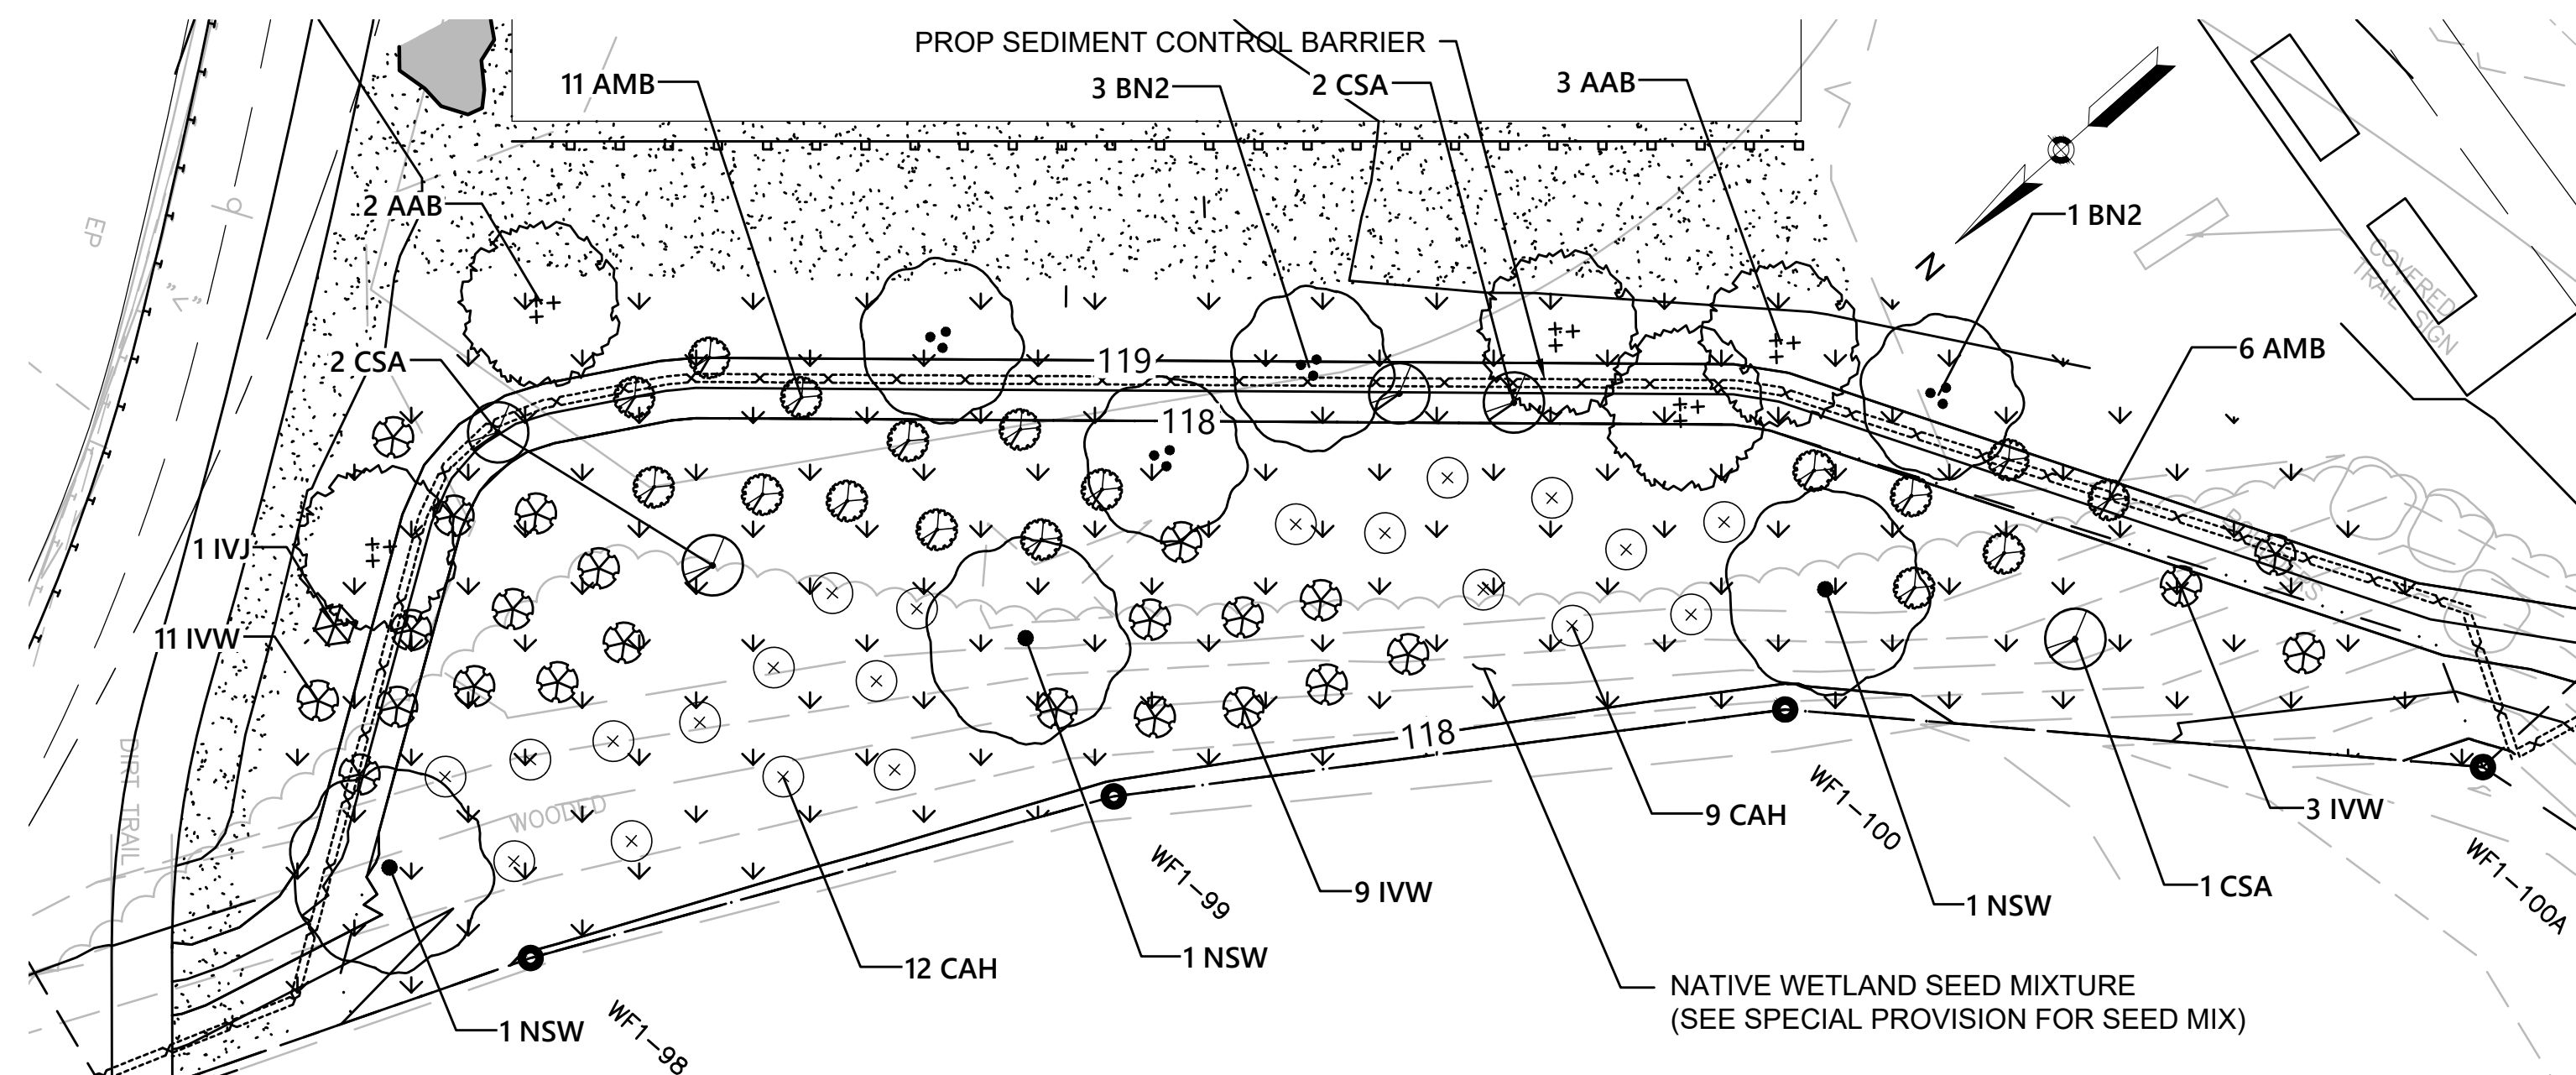 PROP SEDIMENT CONTROL BARRIER
11 AMB
3 BN2
2 CSA
3 AAB
2 AAB
1 BN2
EP
"7"
N
COVERED
TRAIL SIGN
2 CSA
119
118
6 AMB
1 IVJ
11 IVW
118
WOODED
DIRT TRAIL
9 CAH
WF1-100
3 IVW
WF1-99
9 IVW
1 NSW
1 CSA
WF1-100A
12 CAH
1 NSW
NATIVE WETLAND SEED MIXTURE
(SEE SPECIAL PROVISION FOR SEED MIX)
1 NSW
WF1-98